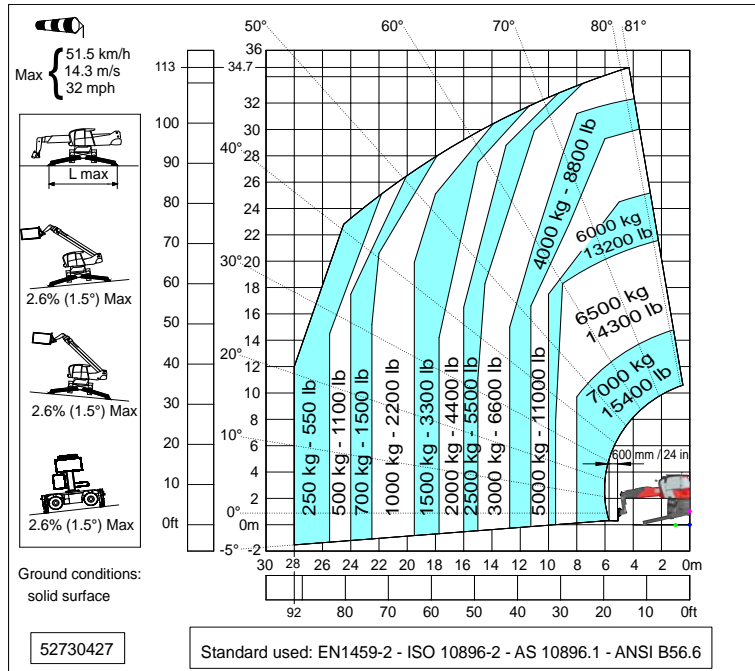 51.5 km/h
Max { 14.3 m/s
32 mph
L max
2.6% (1.5°) Max
2.6% (1.5°) Max
2.6% (1.5°) Max
Ground conditions:
solid surface
52730427
50° 60° 70° 80° 81°
40°
30°
20°
10°
0°
-5°
113
100
90
80
70
60
50
40
30
20
10
0ft
36
34.7
32
30
28
26
24
22
20
18
16
14
12
10
8
6
4
2
0m
-2
250 kg - 550 lb
500 kg - 1100 lb
700 kg - 1500 lb
1000 kg - 2200 lb
1500 kg - 3300 lb
2000 kg - 4400 lb
2500 kg - 5500 lb
3000 kg - 6600 lb
4000 kg - 8800 lb
5000 kg - 11000 lb
6000 kg
13200 lb
6500 kg
14300 lb
7000 kg
15400 lb
600 mm / 24 in
30 28 26 24 22 20 18 16 14 12 10 8 6 4 2 0m
92 80 70 60 50 40 30 20 10 0ft
Standard used: EN1459-2 - ISO 10896-2 - AS 10896.1 - ANSI B56.6